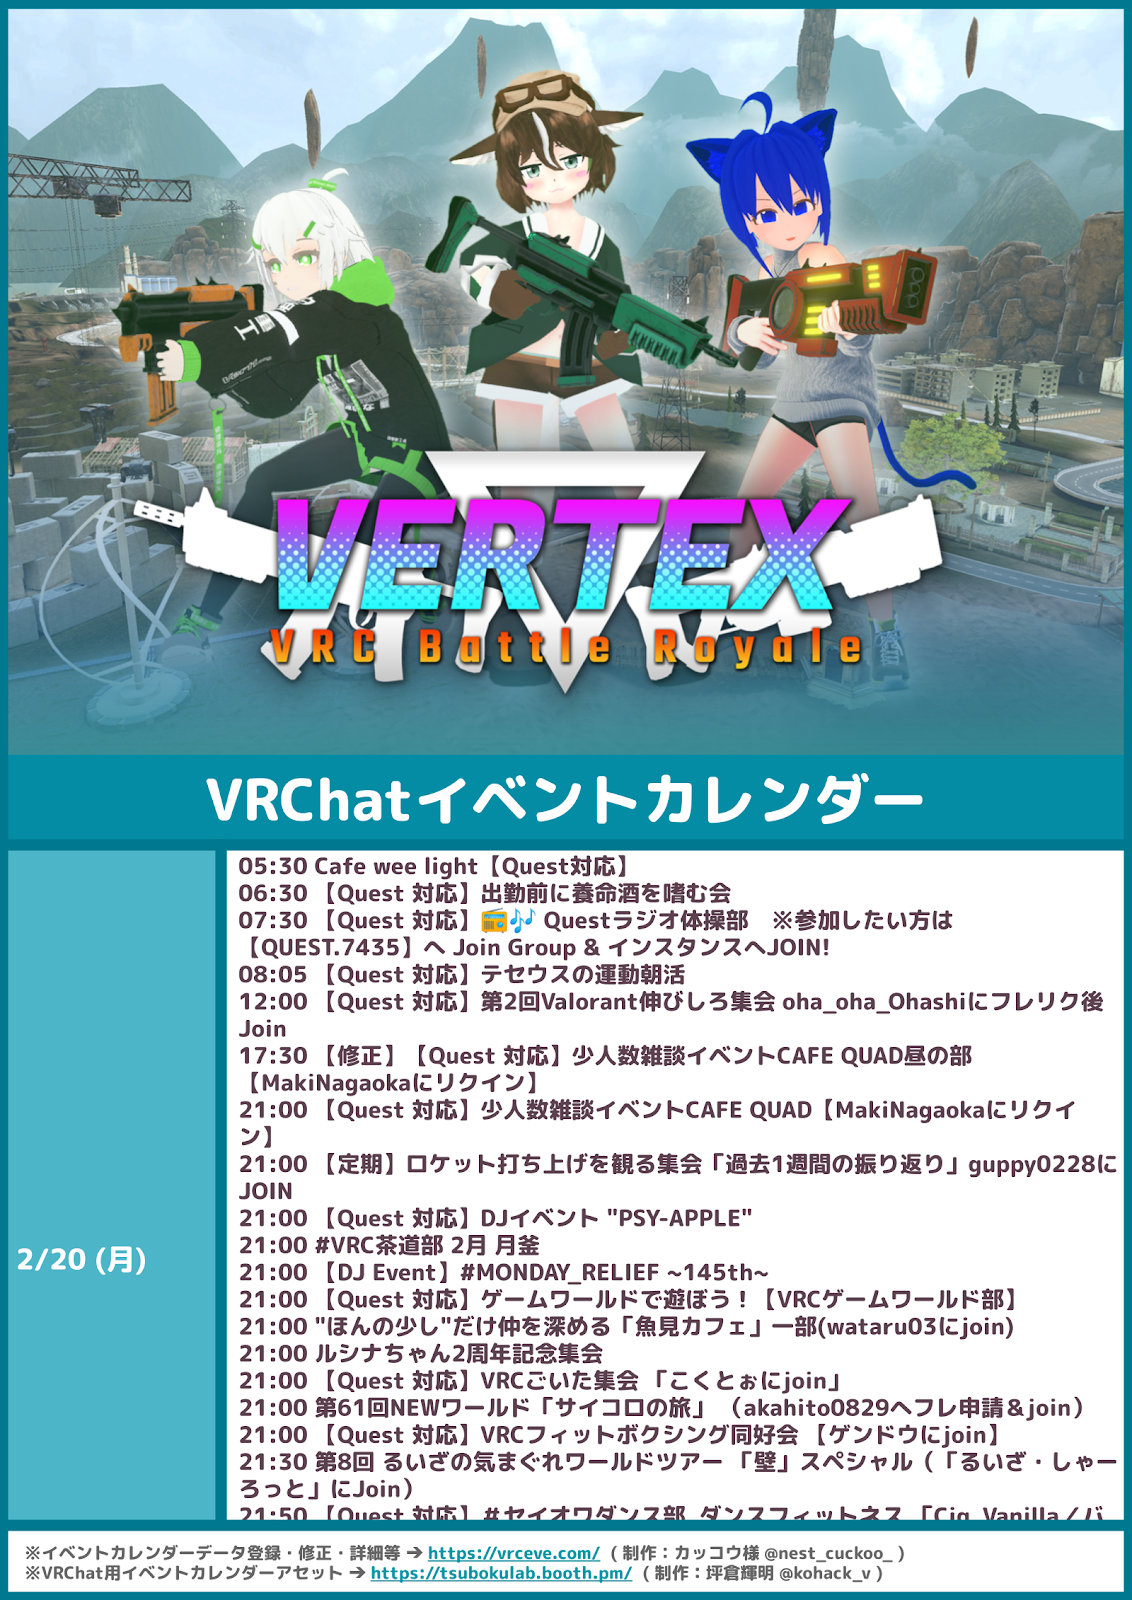 VERTEX
VRC Battle Royale
VRChatイベントカレンダー
2/20 (月)
05:30 Cafe wee light【Quest対応】
06:30 【Quest 対応】出勤前に養命酒を嗜む会
07:30 【Quest 対応】📻🎶 Questラジオ体操部　※参加したい方は
【QUEST.7435】へ Join Group & インスタンスへJOIN!
08:05 【Quest 対応】テセウスの運動朝活
12:00 【Quest 対応】第2回Valorant伸びしろ集会 oha_oha_Ohashiにフレリク後
Join
17:30 【修正】【Quest 対応】少人数雑談イベントCAFE QUAD昼の部
【MakiNagaokaにリクイン】
21:00 【Quest 対応】少人数雑談イベントCAFE QUAD【MakiNagaokaにリクイ
ン】
21:00 【定期】ロケット打ち上げを観る集会「過去1週間の振り返り」guppy0228に
JOIN
21:00 【Quest 対応】DJイベント "PSY-APPLE"
21:00 #VRC茶道部 2月 月釜
21:00 【DJ Event】#MONDAY_RELIEF ~145th~
21:00 【Quest 対応】ゲームワールドで遊ぼう！【VRCゲームワールド部】
21:00 "ほんの少し"だけ仲を深める「魚見カフェ」一部(wataru03にjoin)
21:00 ルシナちゃん2周年記念集会
21:00 【Quest 対応】VRCごいた集会 「こくとぉにjoin」
21:00 第61回NEWワールド「サイコロの旅」（akahito0829へフレ申請＆join）
21:00 【Quest 対応】VRCフィットボクシング同好会 【ゲンドウにjoin】
21:30 第8回 るいざの気まぐれワールドツアー 「壁」スペシャル（「るいざ・しゃー
ろっと」にJoin）
21:50 【Quest 対応】＃セイオワダンス部 ダンスフィットネス 「Cig_Vanilla／バ
※イベントカレンダーデータ登録・修正・詳細等 ➔ https://vrceve.com/ ( 制作：カッコウ様 @nest_cuckoo_ )
※VRChat用イベントカレンダーアセット ➔ https://tsubokulab.booth.pm/ ( 制作：坪倉輝明 @kohack_v )